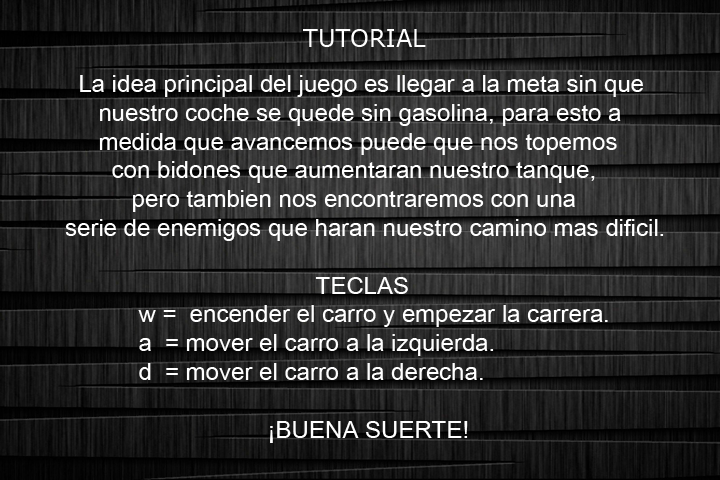 TUTORIAL
La idea principal del juego es llegar a la meta sin que
nuestro coche se quede sin gasolina, para esto a
medida que avancemos puede que nos topemos
con bidones que aumentaran nuestro tanque,
pero tambien nos encontraremos con una
serie de enemigos que haran nuestro camino mas dificil.
TECLAS
w = encender el carro y empezar la carrera.
a = mover el carro a la izquierda.
d = mover el carro a la derecha.
¡BUENA SUERTE!